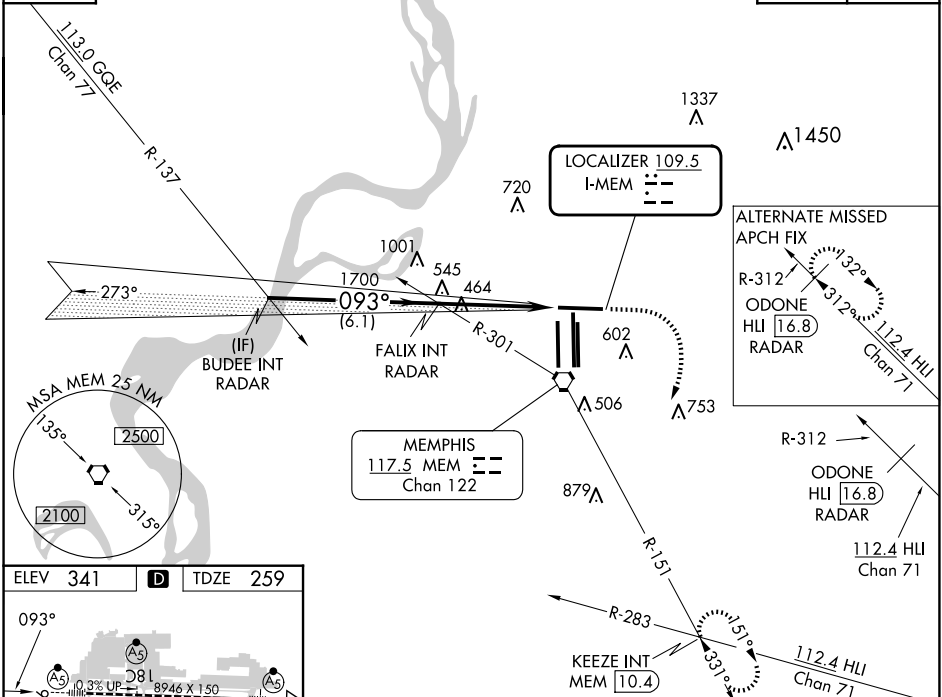 113.0 GQE
Chan 77
R-137
1337
1450
LOCALIZER 109.5
I-MEM
720
1001
545
464
1700
093°
(6.1)
273°
R-301
(IF)
BUDEE INT
RADAR
FALIX INT
RADAR
602
506
753
ALTERNATE MISSED
APCH FIX
132°
R-312
312°
ODONE
HLI 16.8
RADAR
112.4 HLI
Chan 71
MSA MEM 25 NM
135°
2500
2100
315°
MEMPHIS
117.5 MEM
Chan 122
879
R-312
ODONE
HLI 16.8
RADAR
112.4 HLI
Chan 71
R-151
R-283
151°
331°
KEEZE INT
MEM 10.4
112.4 HLI
Chan 71
ELEV 341 D TDZE 259
093°
A5
A5
A5
18C
0.3% UP
8946 X 150
9